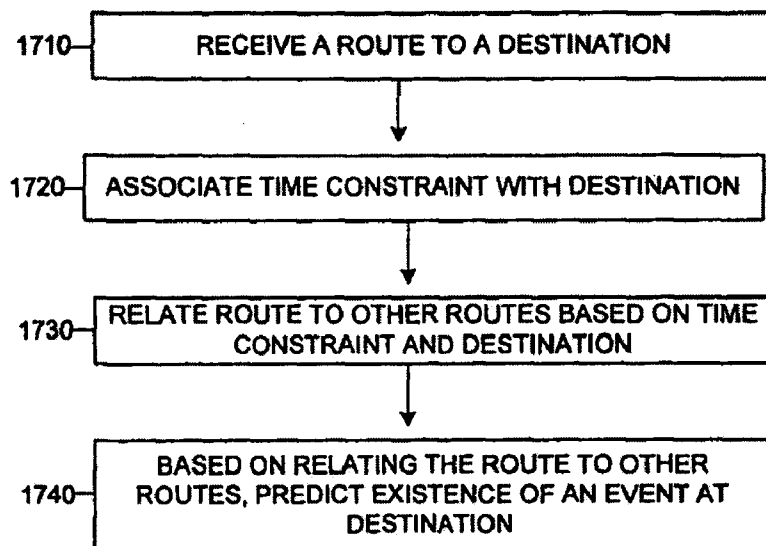 1710
RECEIVE A ROUTE TO A DESTINATION
1720
ASSOCIATE TIME CONSTRAINT WITH DESTINATION
1730
RELATE ROUTE TO OTHER ROUTES BASED ON TIME
CONSTRAINT AND DESTINATION
1740
BASED ON RELATING THE ROUTE TO OTHER
ROUTES, PREDICT EXISTENCE OF AN EVENT AT
DESTINATION